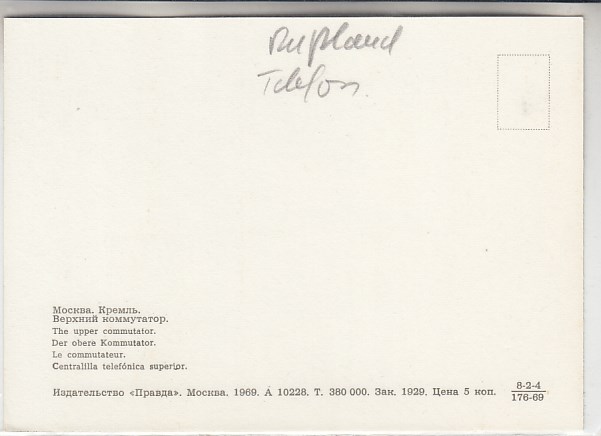 Rußland
Telefon.
Москва. Кремль.
Верхний коммутатор.
The upper commutator.
Der obere Kommutator.
Le commutateur.
Centralilla telefónica superior.
Издательство «Правда». Москва. 1969. А 10228. Т. 380 000. Зак. 1929. Цена 5 коп.
8-2-4
176-69